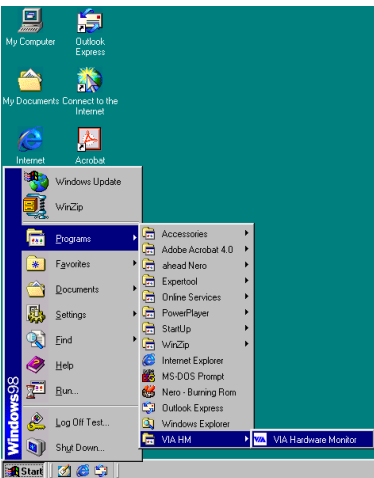 My Computer
Outlook
Express
My Documents
Connect to the
Internet
Internet
Acrobat
Windows Update
WinZip
Programs
Favorites
Documents
Settings
Find
Help
Run...
Log Off Test...
Shut Down...
Windows98
Accessories
Adobe Acrobat 4.0
ahead Nero
Expertool
Online Services
PowerPlayer
StartUp
WinZip
Internet Explorer
MS-DOS Prompt
Nero - Burning Rom
Outlook Express
Windows Explorer
VIA HM
VIA Hardware Monitor
Start